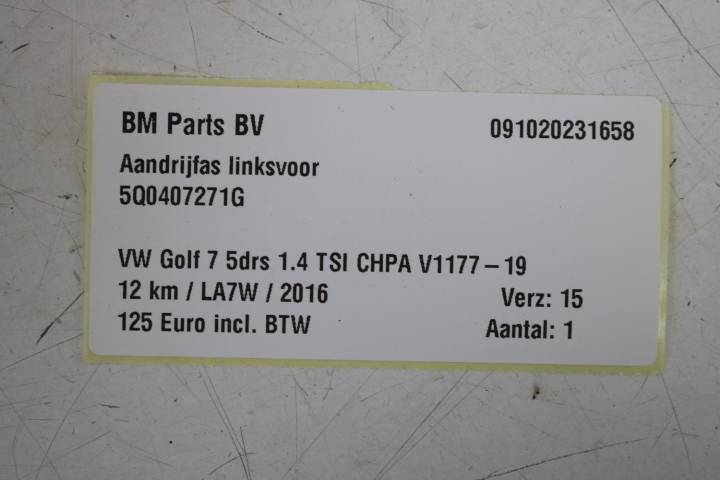 BM Parts BV 091020231658
Aandrijfas linksvoor
5Q0407271G
VW Golf 7 5drs 1.4 TSI CHPA V1177-19
12 km / LA7W / 2016 Verz: 15
125 Euro incl. BTW Aantal: 1